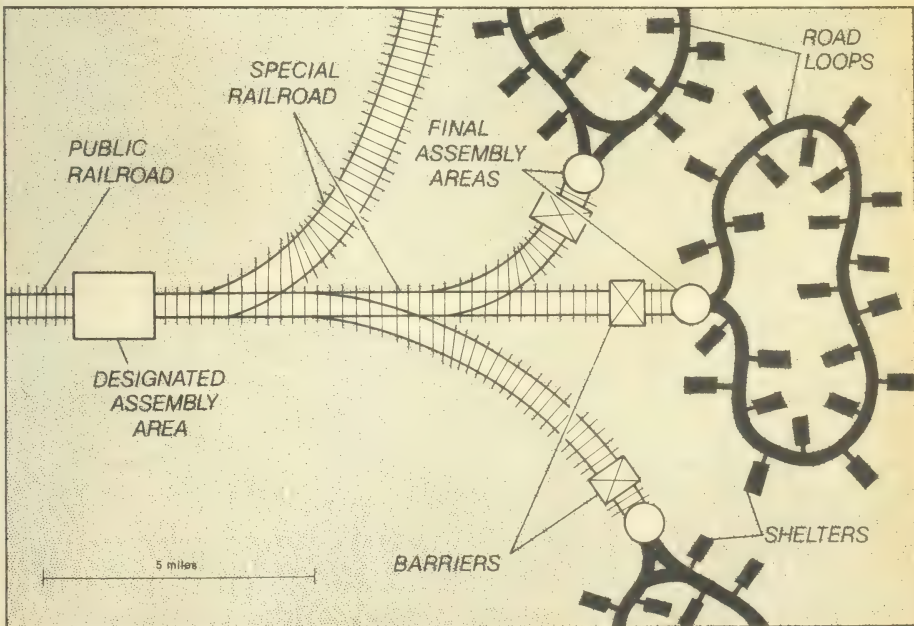 ROAD
LOOPS
SPECIAL
RAILROAD
FINAL
ASSEMBLY
AREAS
PUBLIC
RAILROAD
DESIGNATED
ASSEMBLY
AREA
SHELTERS
BARRIERS
5 miles